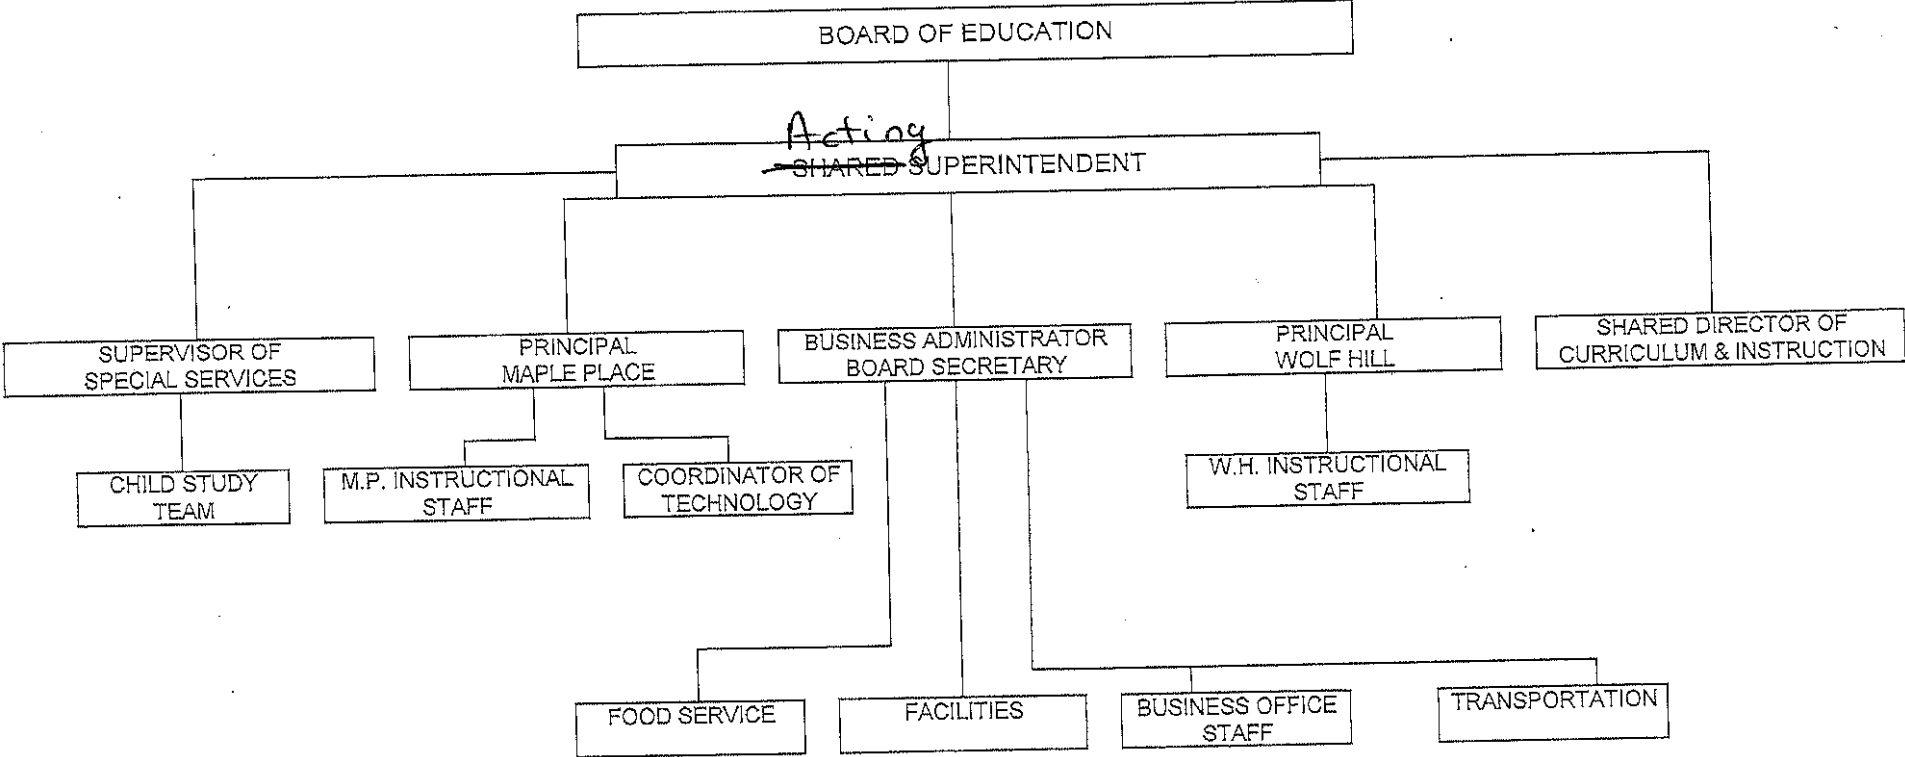 BOARD OF EDUCATION
Acting
SHARED SUPERINTENDENT
SUPERVISOR OF
SPECIAL SERVICES
PRINCIPAL
MAPLE PLACE
BUSINESS ADMINISTRATOR
BOARD SECRETARY
PRINCIPAL
WOLF HILL
SHARED DIRECTOR OF
CURRICULUM & INSTRUCTION
CHILD STUDY
TEAM
M.P. INSTRUCTIONAL
STAFF
COORDINATOR OF
TECHNOLOGY
W.H. INSTRUCTIONAL
STAFF
FOOD SERVICE
FACILITIES
BUSINESS OFFICE
STAFF
TRANSPORTATION